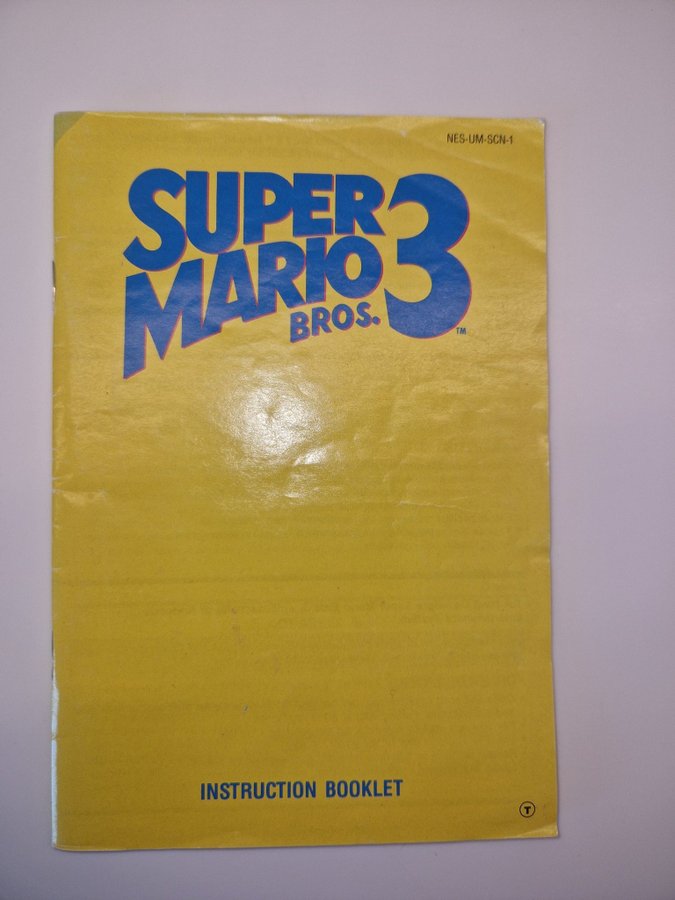 NES-UM-SCN-1
SUPER
MARIO 3
BROS.
TM
INSTRUCTION BOOKLET
T